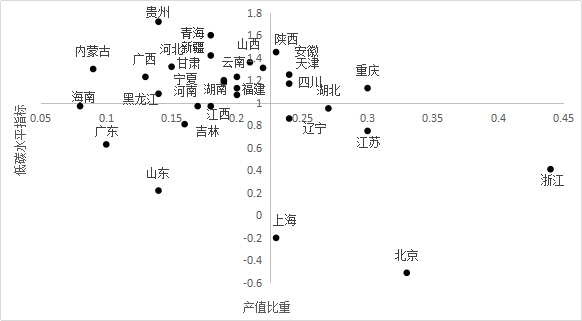 贵州
1.8
1.6
1.4
1.2
1
0.8
0.6
0.4
0.2
0
-0.2
-0.4
-0.6
青海
新疆
山西
陕西
安徽
天津
内蒙古
广西
河北
甘肃
云南
重庆
宁夏
湖南
福建
四川
湖北
海南
黑龙江
河南
江西
吉林
辽宁
江苏
广东
山东
浙江
上海
北京
0.05
0.1
0.15
0.2
0.25
0.3
0.35
0.4
0.45
低碳水平指标
产值比重